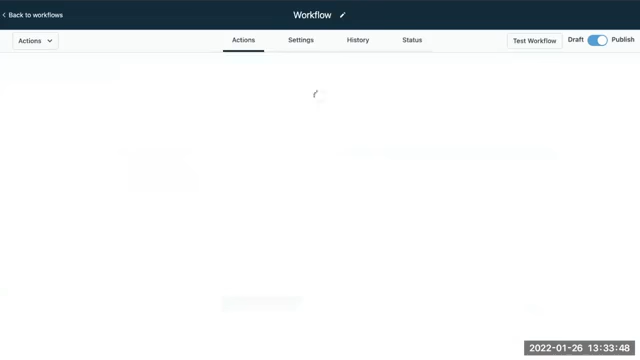 Back to workflows
Workflow
Actions
Actions
Settings
History
Status
Test Workflow
Draft
Publish
2022-01-26 13:33:48